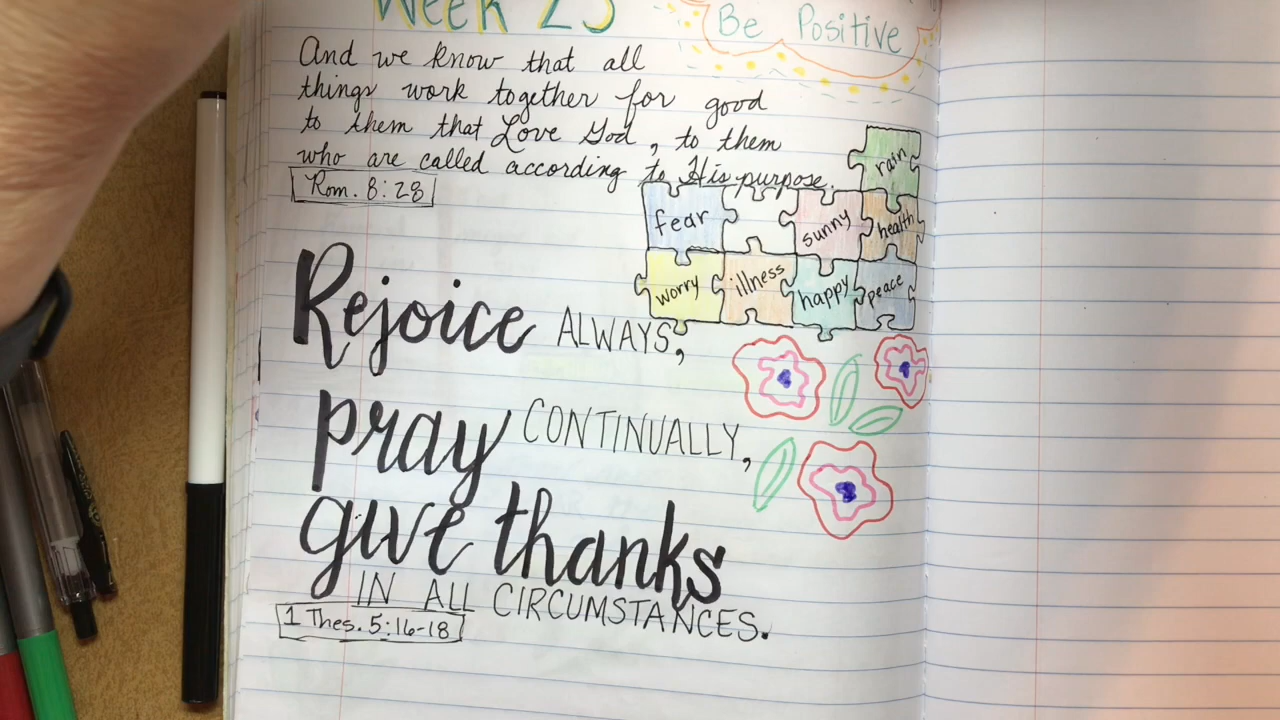 Week 23
Be Positive
And we know that all
things work together for good
to them that Love God, to them
who are called according to His purpose.
Rom. 8:28
rain
fear
sunny
health
worry
illness
happy
peace
Rejoice ALWAYS,
pray CONTINUALLY,
give thanks
IN ALL CIRCUMSTANCES.
1 Thes. 5:16-18